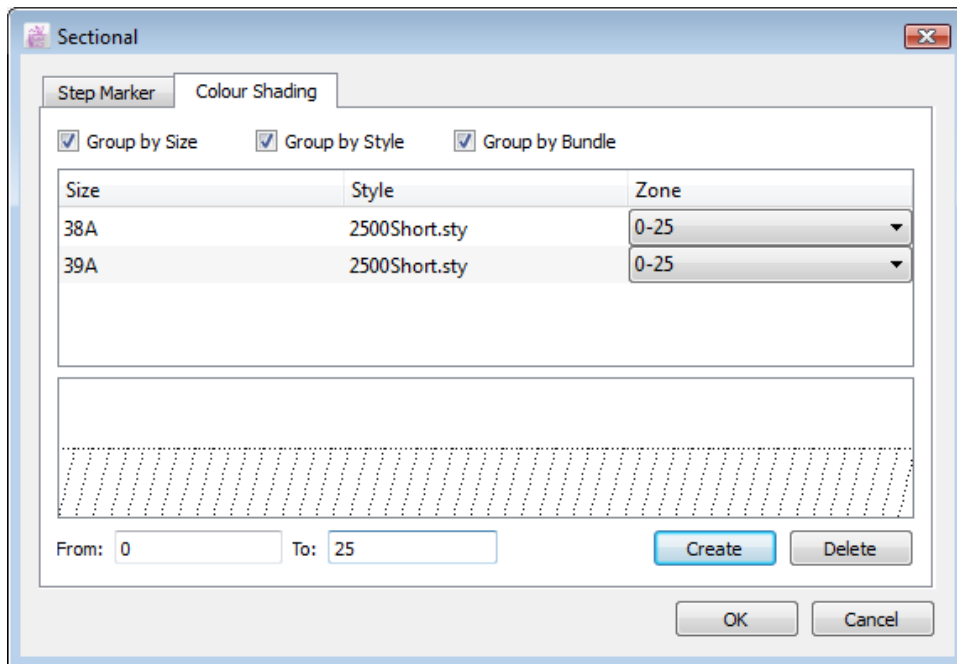 Sectional
Step Marker Colour Shading
Group by Size Group by Style Group by Bundle
Size Style Zone
38A 2500Short.sty 0-25
39A 2500Short.sty 0-25
From: 0 To: 25 Create Delete
OK Cancel